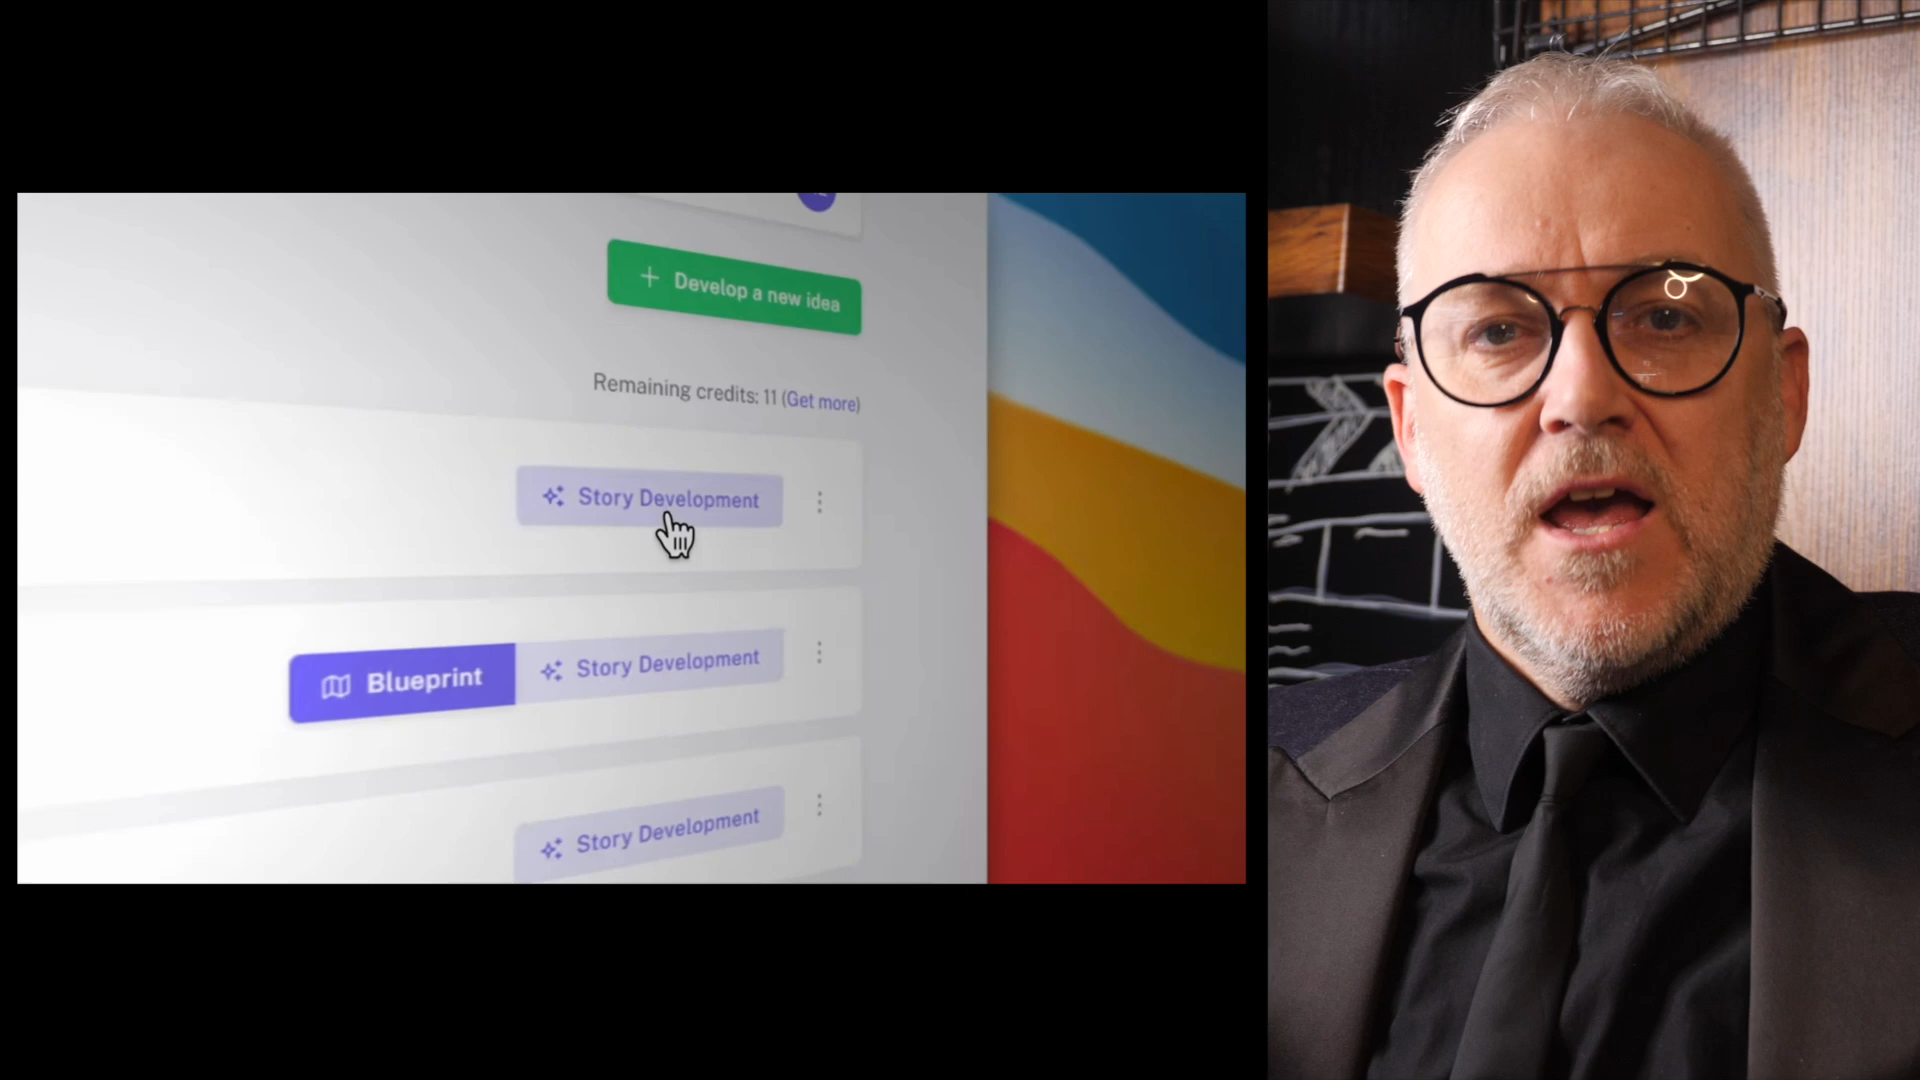 + Develop a new idea
Remaining credits: 11 (Get more)
Story Development
Blueprint
Story Development
Story Development